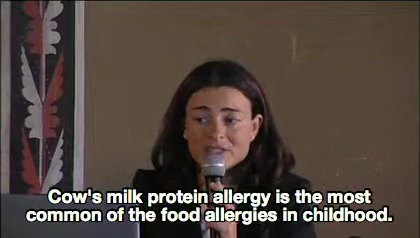 Cow's milk protein allergy is the most
common of the food allergies in childhood.